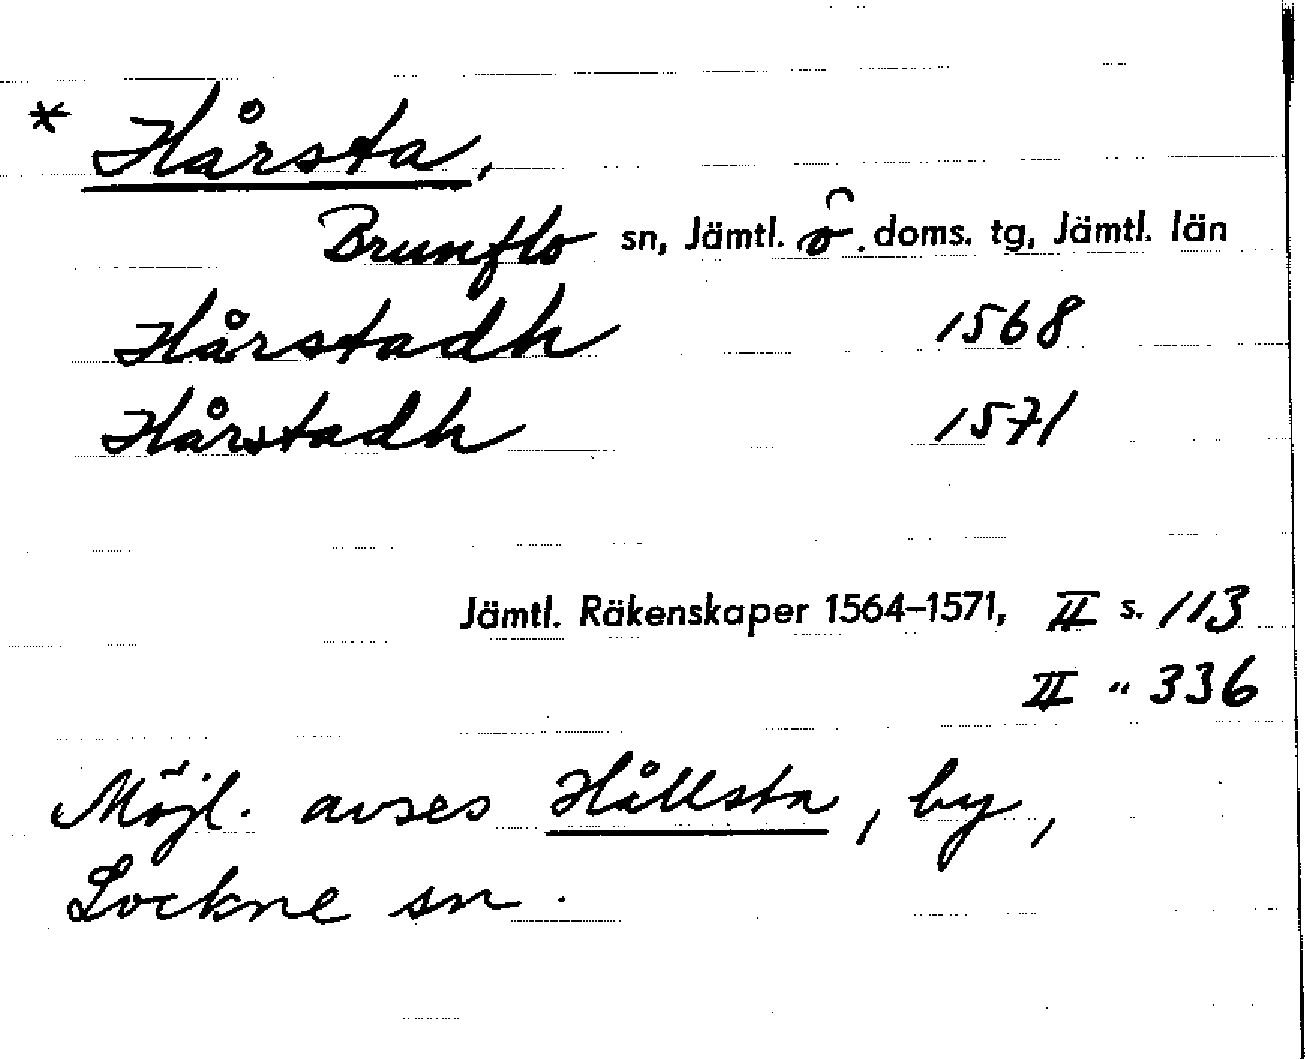 * Hårsta,
Brunflo sn, Jämtl. ö. doms. tg, Jämtl. län
Hårstadh 1568
Hårstadh 1571
Jämtl. Räkenskaper 1564–1571, II s. 113
II " 336
Möjl. avses Hållsta, by,
Lockne sn.